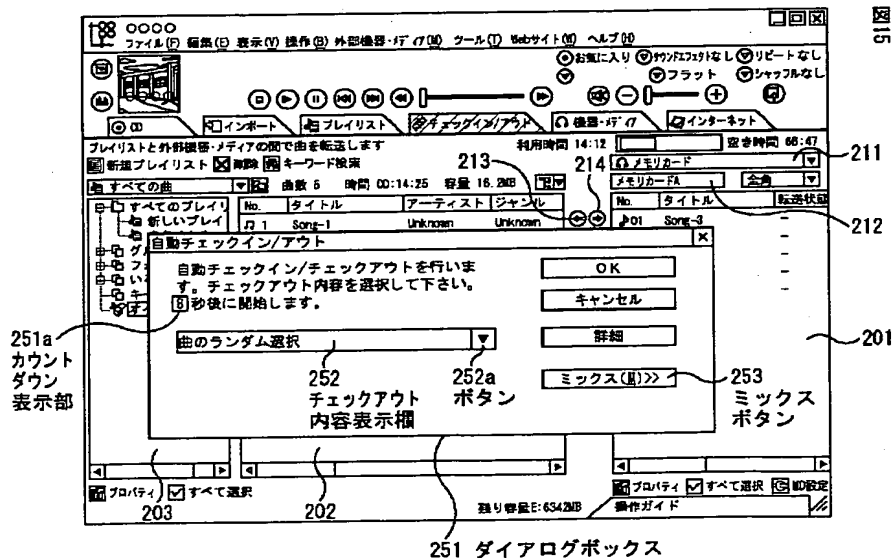 図15
○○○○
ファイル(F) 編集(E) 表示(V) 操作(B) 外部機器・メディア(M) ツール(T) Webサイト(W) ヘルプ(H)
お気に入り サウンドエフェクトなし リピートなし
フラット シャッフルなし
CD インポート プレイリスト チェックイン/アウト 機器・メディア インターネット
プレイリストと外部機器・メディアの間で曲を転送します
利用時間 14:12 空き時間 66:47
新規プレイリスト 削除 キーワード検索
213
214
メモリカード
211
すべての曲 曲数 5 時間 00:14:25 容量 16.2MB
メモリカードA 全角
212
すべてのプレイリ
新しいプレイ
No. タイトル アーティスト ジャンル
1 Song-1 Unknown Unknown
No. タイトル 転送状態
01 Song-3
自動チェックイン/アウト
自動チェックイン/チェックアウトを行いま
す。チェックアウト内容を選択して下さい。
8秒後に開始します。
OK
キャンセル
詳細
ミックス(M)>>
曲のランダム選択
251a
カウント
ダウン
表示部
252
チェックアウト
内容表示欄
252a
ボタン
253
ミックス
ボタン
201
プロパティ すべて選択
203
202
プロパティ すべて選択 MD設定
残り容量E:6342MB
操作ガイド
251 ダイアログボックス